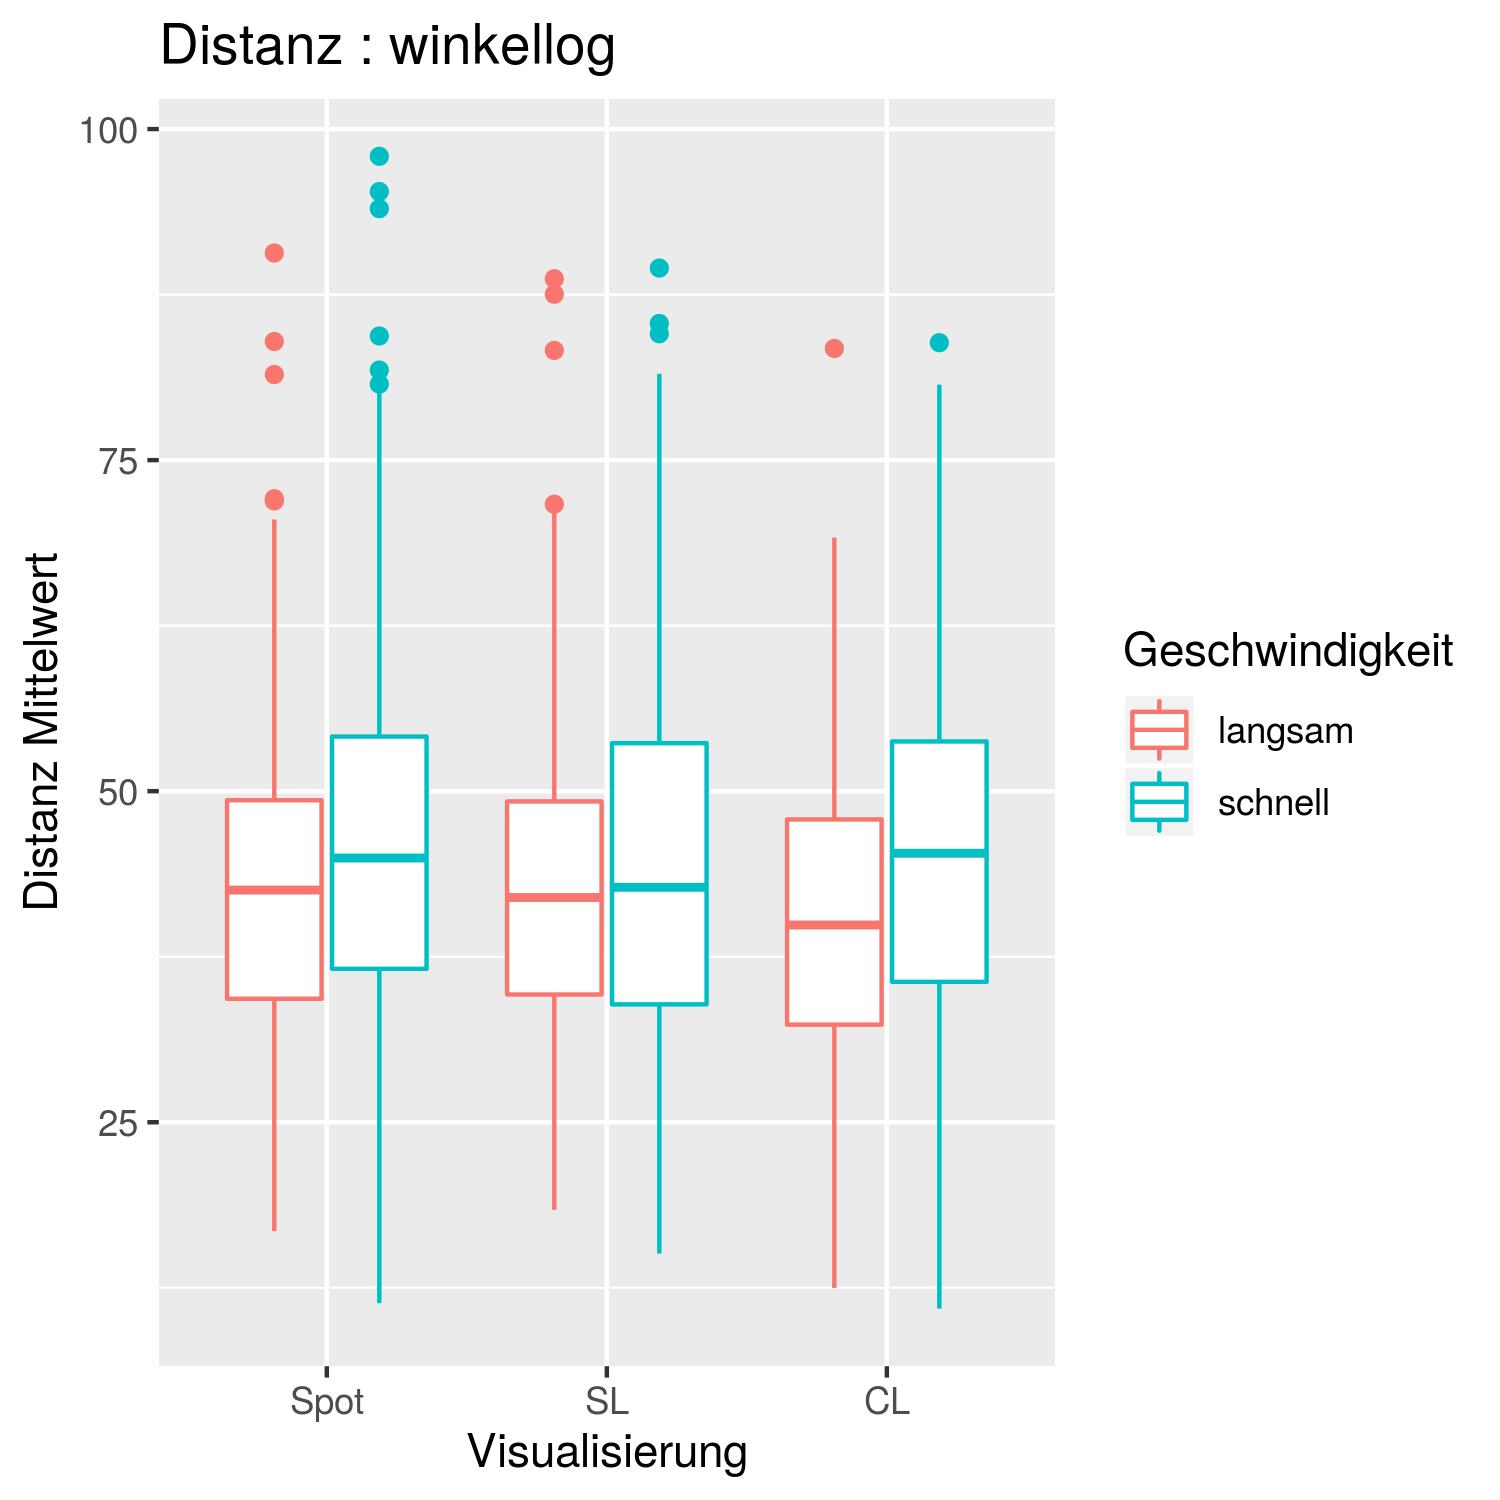 Distanz : winkellog
100
75
50
25
Distanz Mittelwert
Spot SL CL
Visualisierung
Geschwindigkeit
langsam
schnell